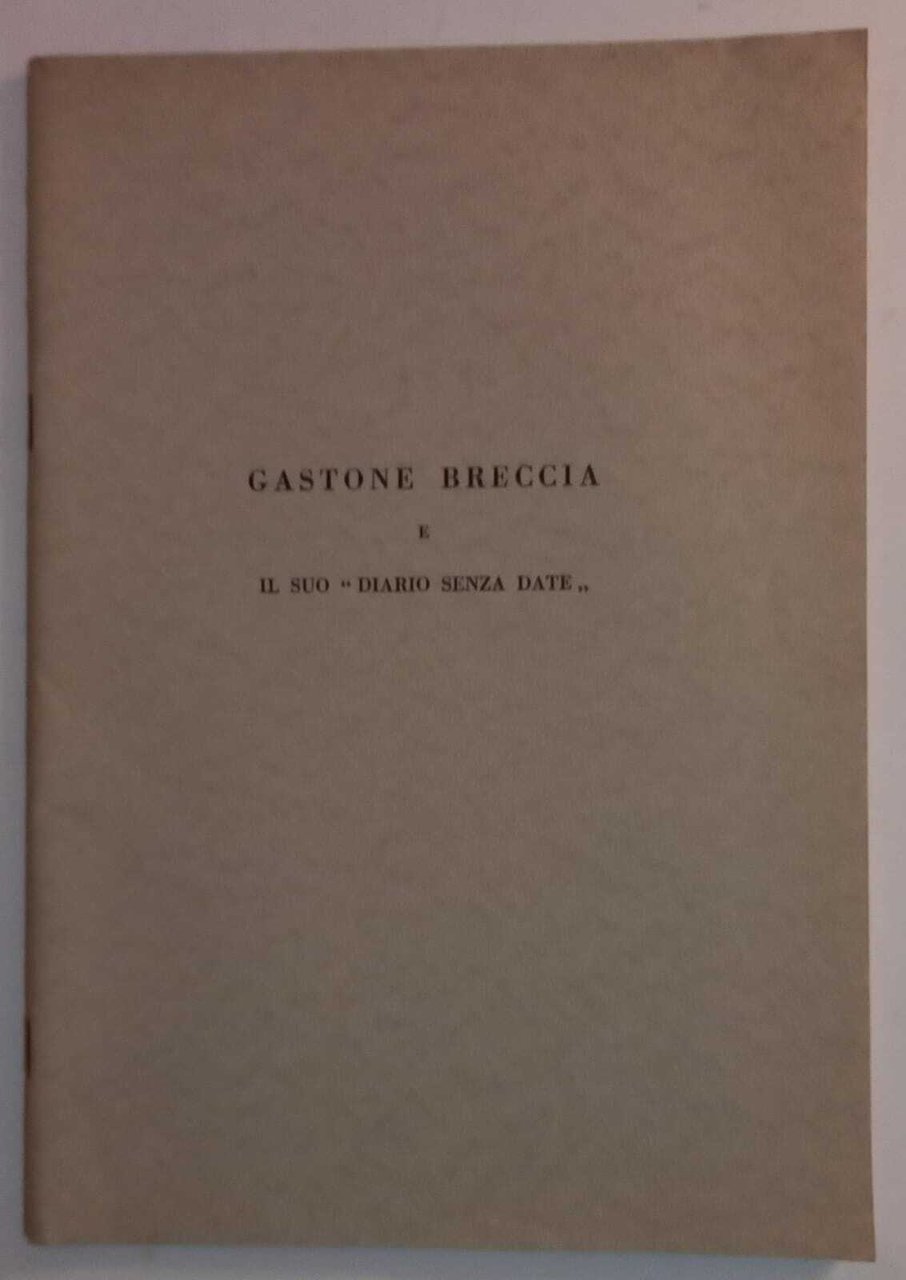 GASTONE BRECCIA
E
IL SUO “ DIARIO SENZA DATE „